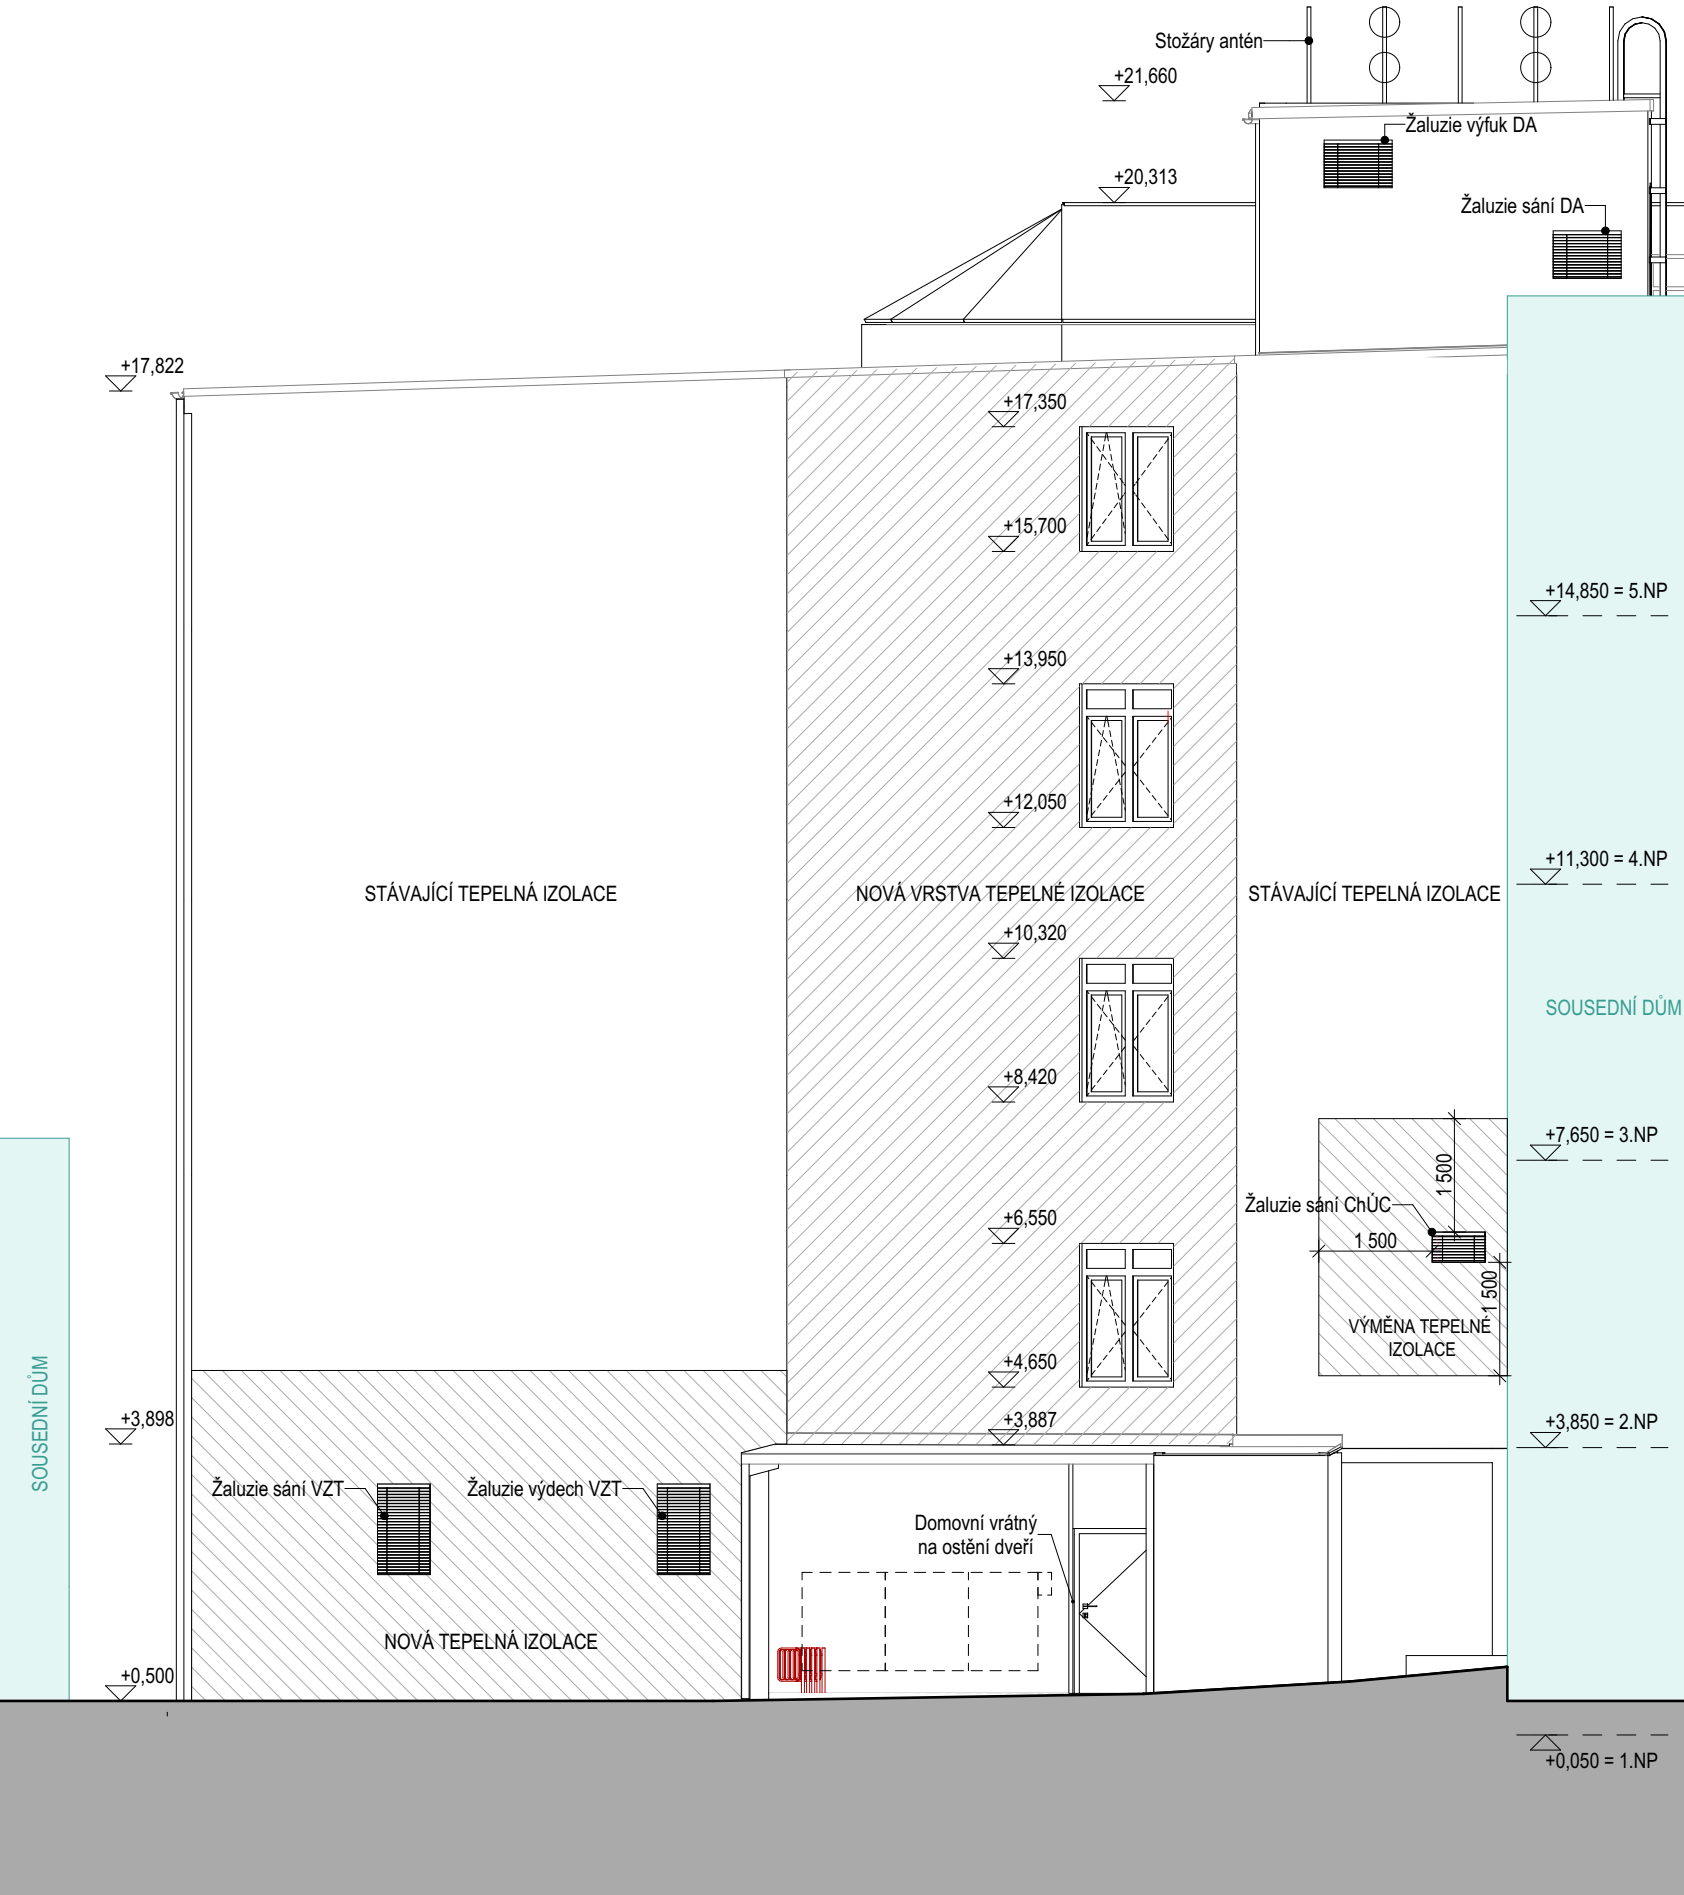 Stožáry antén
+21,660
Žaluzie výfuk DA
+20,313
Žaluzie sání DA
+17,822
+17,350
+15,700
+14,850 = 5.NP
+13,950
+12,050
+11,300 = 4.NP
STÁVAJÍCÍ TEPELNÁ IZOLACE
NOVÁ VRSTVA TEPELNÉ IZOLACE
STÁVAJÍCÍ TEPELNÁ IZOLACE
+10,320
SOUSEDNÍ DŮM
+8,420
+7,650 = 3.NP
1 500
Žaluzie sání ChÚC
+6,550
1 500
1 500
VÝMĚNA TEPELNÉ
IZOLACE
+4,650
SOUSEDNÍ DŮM
+3,898
+3,887
+3,850 = 2.NP
Žaluzie sání VZT
Žaluzie výdech VZT
Domovní vrátný
na ostění dveří
NOVÁ TEPELNÁ IZOLACE
+0,500
+0,050 = 1.NP